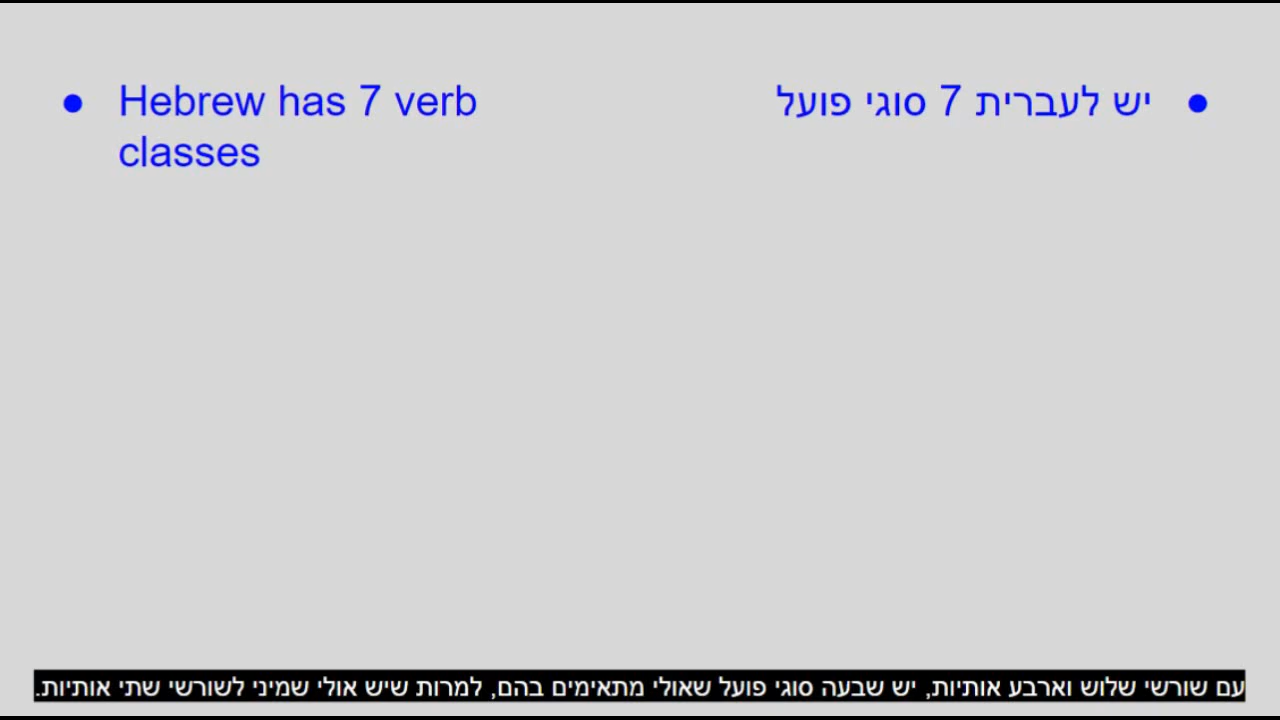 Hebrew has 7 verb
classes
יש לעברית 7 סוגי פועל
עם שורשי שלוש וארבע אותיות, יש שבעה סוגי פועל שאולי מתאימים בהם, למרות שיש אולי שמיני לשורשי שתי אותיות.